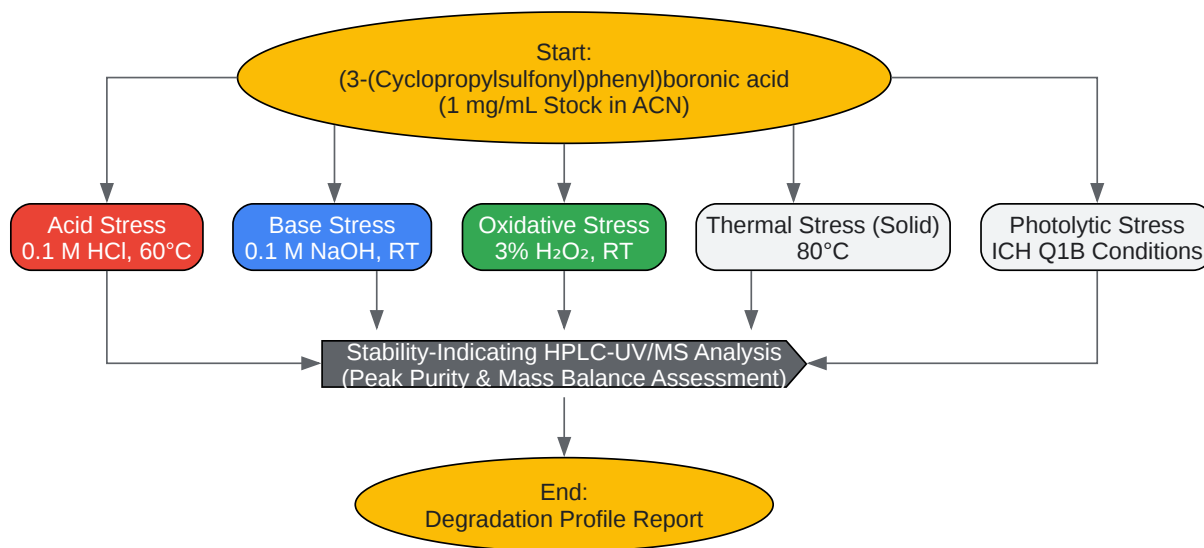 Start:
(3-(Cyclopropylsulfonyl)phenyl)boronic acid
(1 mg/mL Stock in ACN)
Acid Stress
0.1 M HCl, 60°C
Base Stress
0.1 M NaOH, RT
Oxidative Stress
3% H₂O₂, RT
Thermal Stress (Solid)
80°C
Photolytic Stress
ICH Q1B Conditions
Stability-Indicating HPLC-UV/MS Analysis
(Peak Purity & Mass Balance Assessment)
End:
Degradation Profile Report